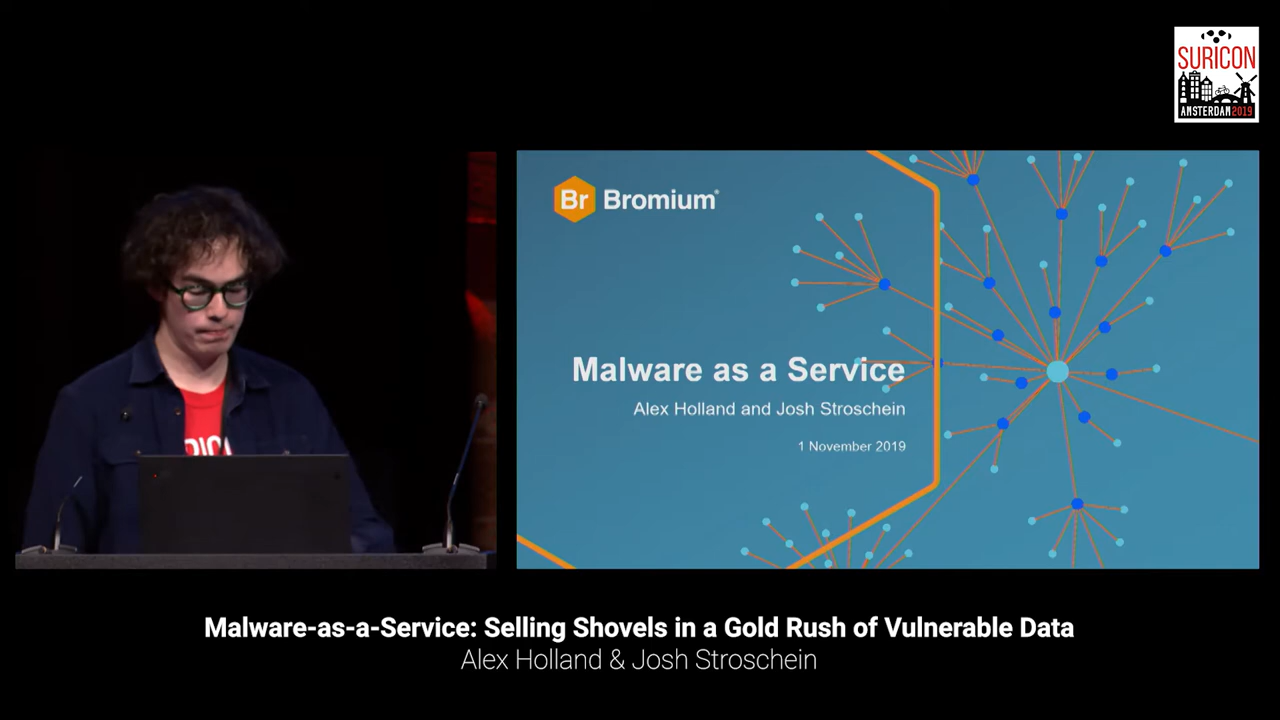 SURICON
AMSTERDAM2019
Br Bromium®
Malware as a Service
Alex Holland and Josh Stroschein
1 November 2019
Malware-as-a-Service: Selling Shovels in a Gold Rush of Vulnerable Data
Alex Holland & Josh Stroschein